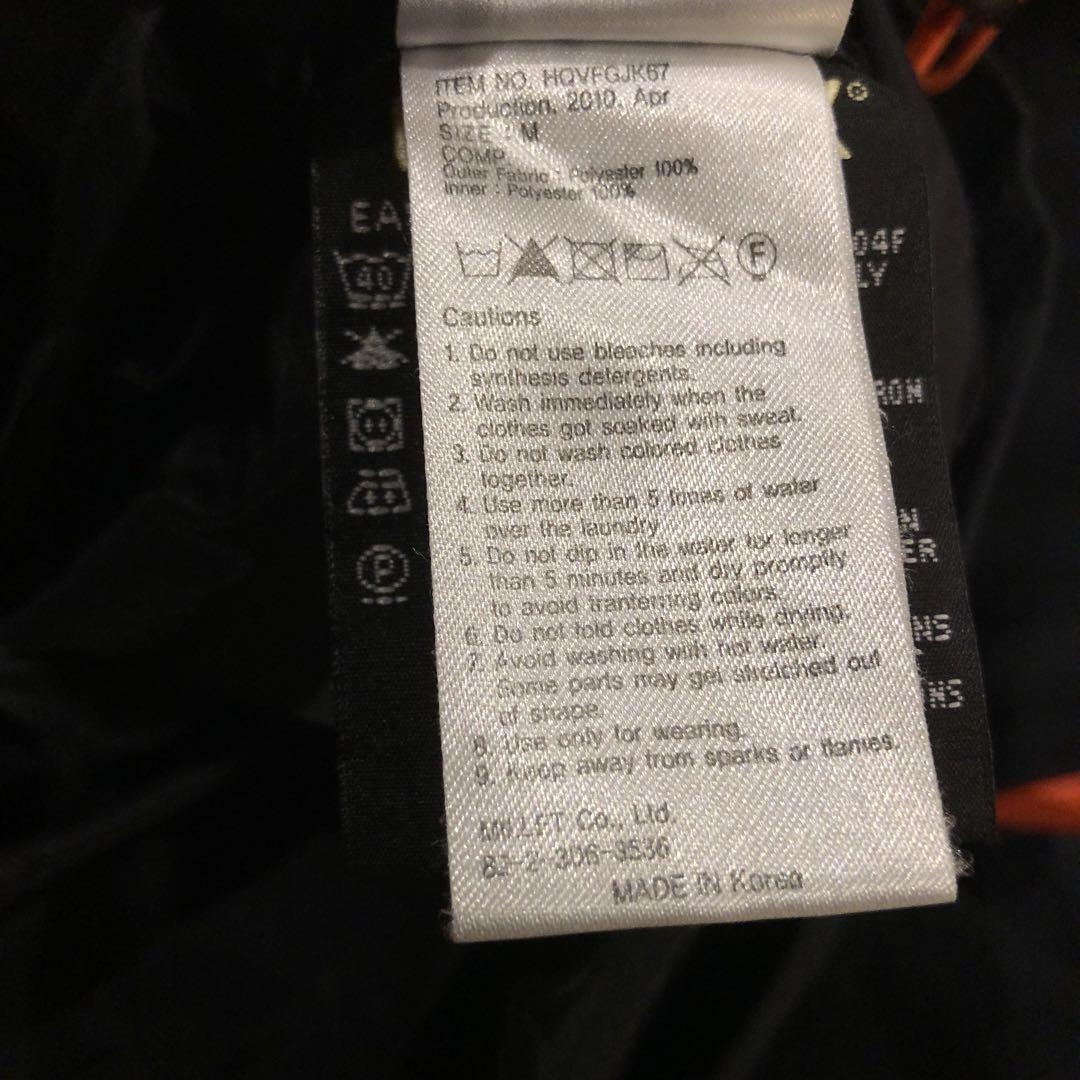 ITEM NO. HQVFGJK67
Production. 2010. Apr
SIZE : M
COMP.
Outer Fabric : Polyester 100%
Inner : Polyester 100%
F
Cautions
1. Do not use bleaches including
synthesis detergents.
2. Wash immediately when the
clothes got soaked with sweat.
3. Do not wash colored clothes
together.
4. Use more than 5 times of water
over the laundry
5. Do not dip in the water for longer
than 5 minutes and dry promptly
to avoid tranferring colors.
6. Do not fold clothes while drying.
7. Avoid washing with hot water.
Some parts may get stretched out
of shape.
8. Use only for wearing.
9. Keep away from sparks or flames.
MILLET Co., Ltd.
82-2-306-3536
MADE IN Korea
EA
40
P
04F
LY
RON
N
ER
NS
NS